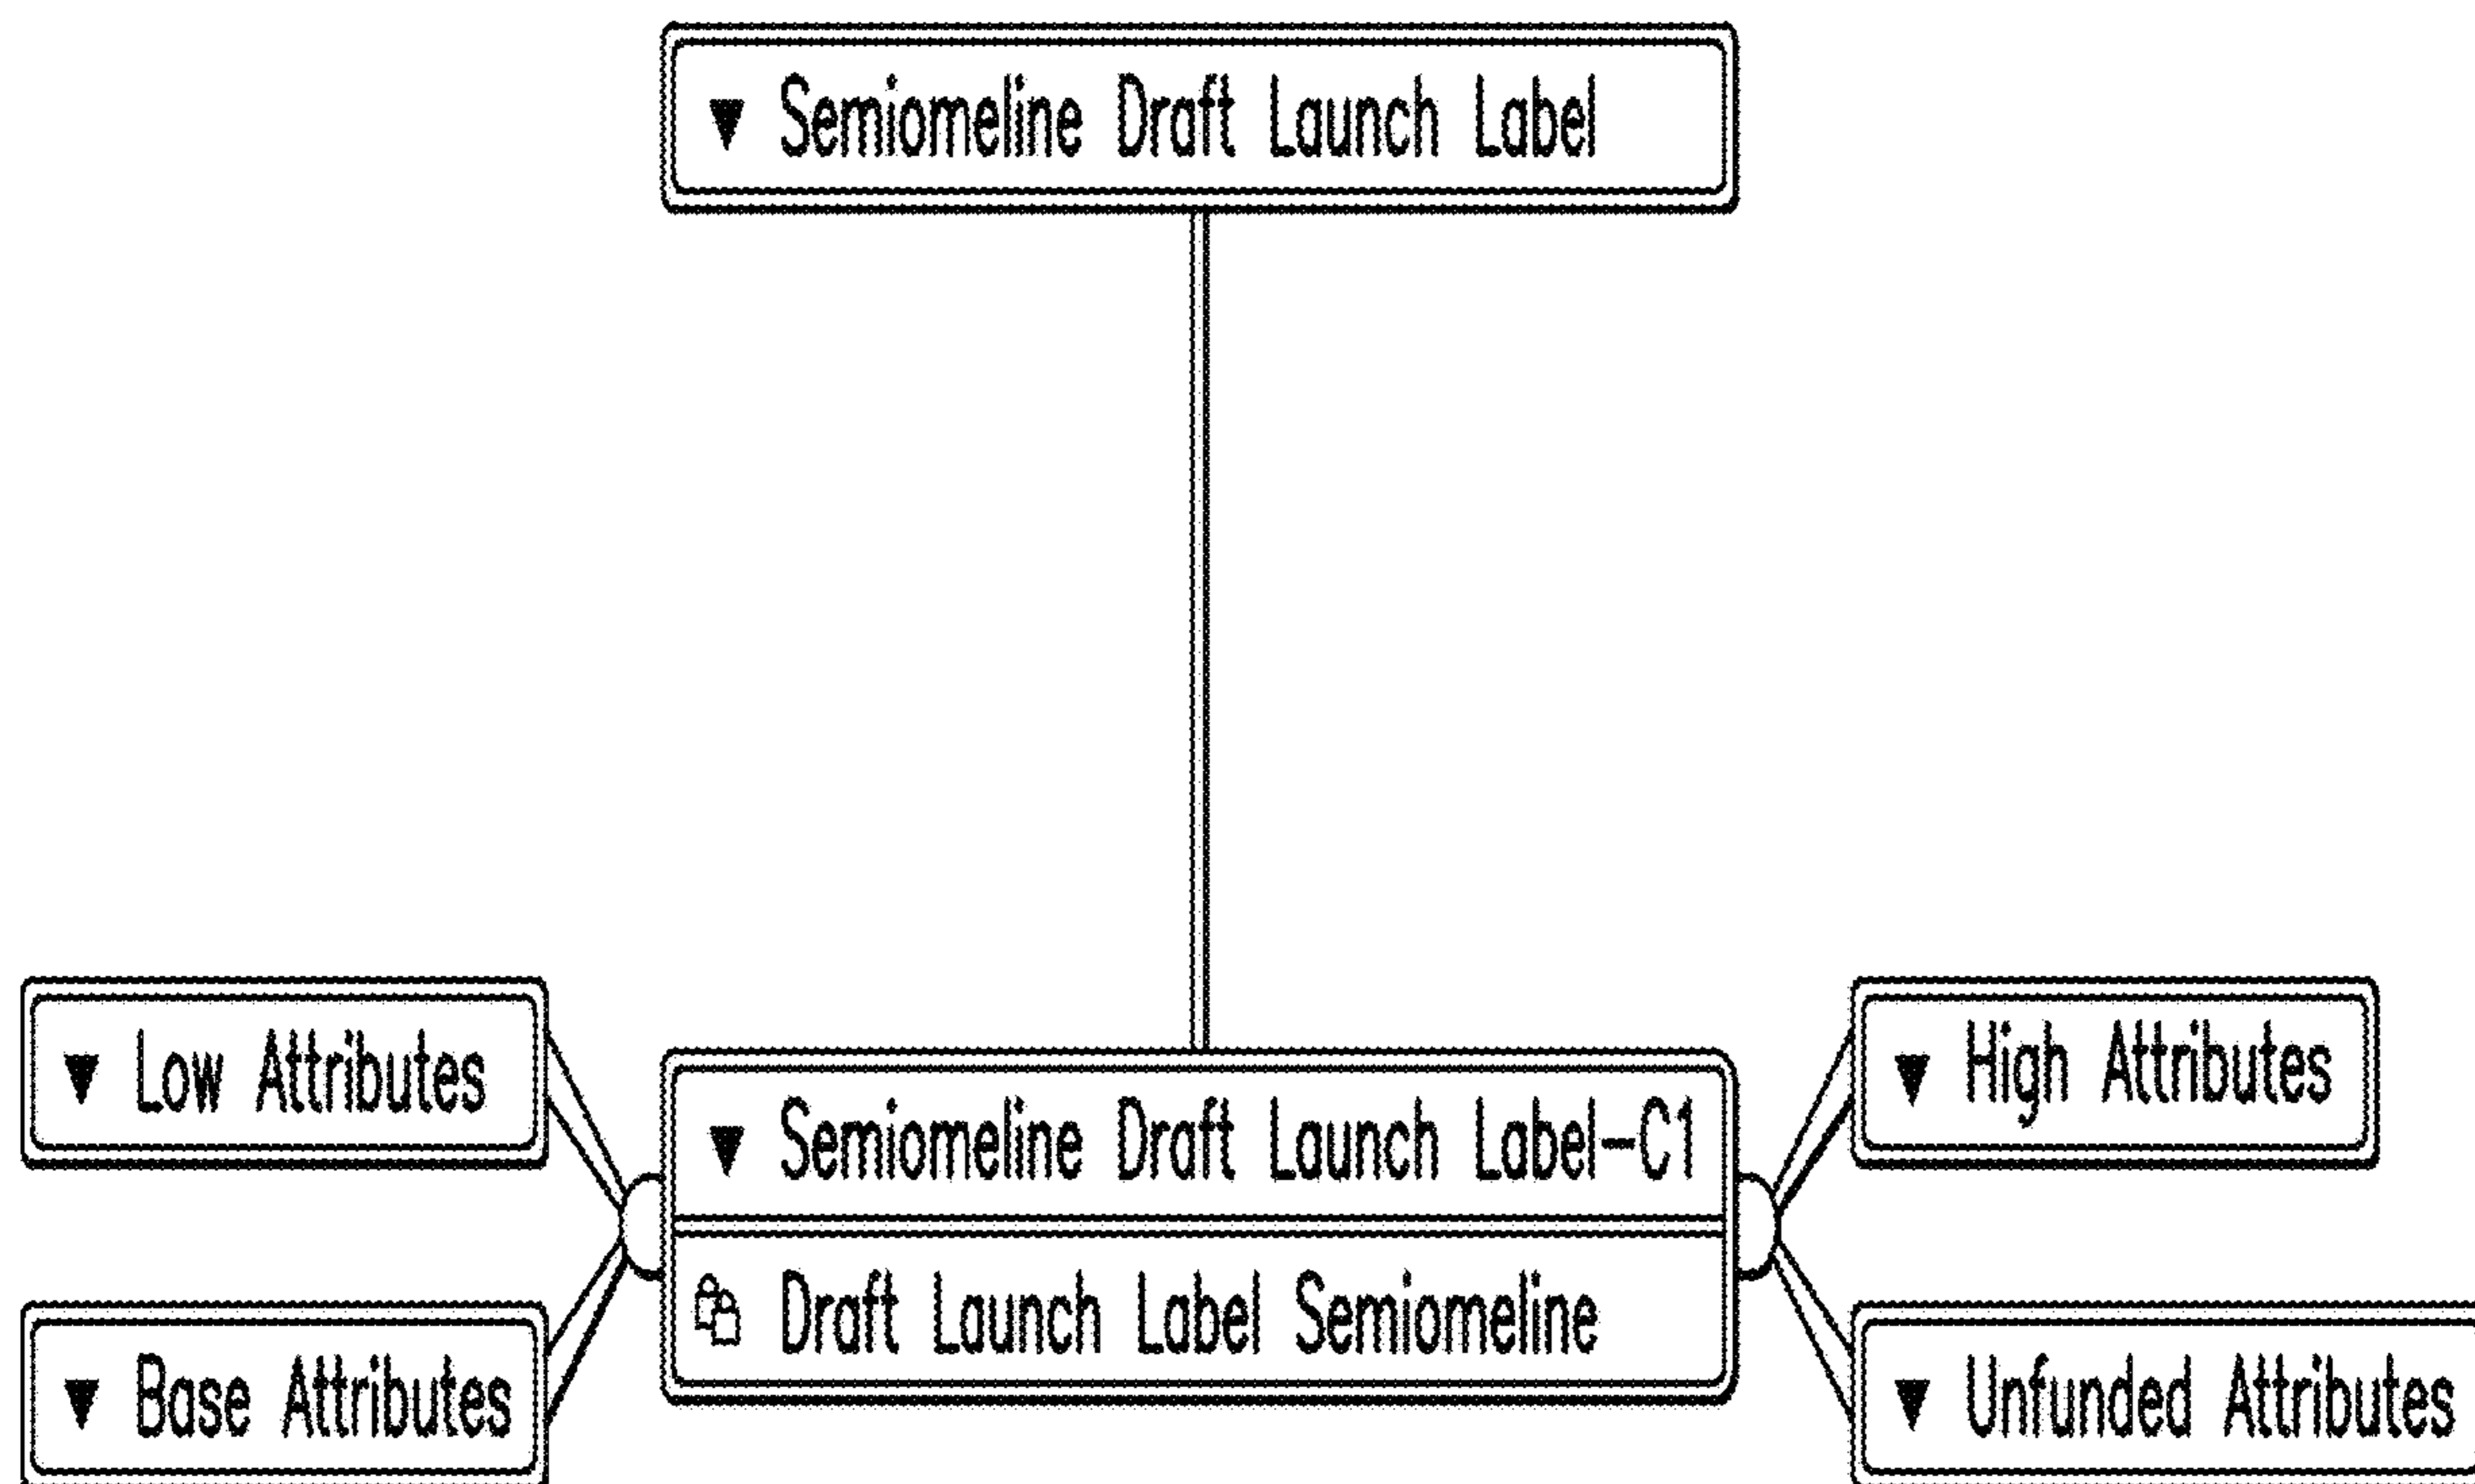 Semiomeline Draft Launch Label
Low Attributes
High Attributes
Semiomeline Draft Launch Label-C1
Draft Launch Label Semiomeline
Base Attributes
Unfunded Attributes